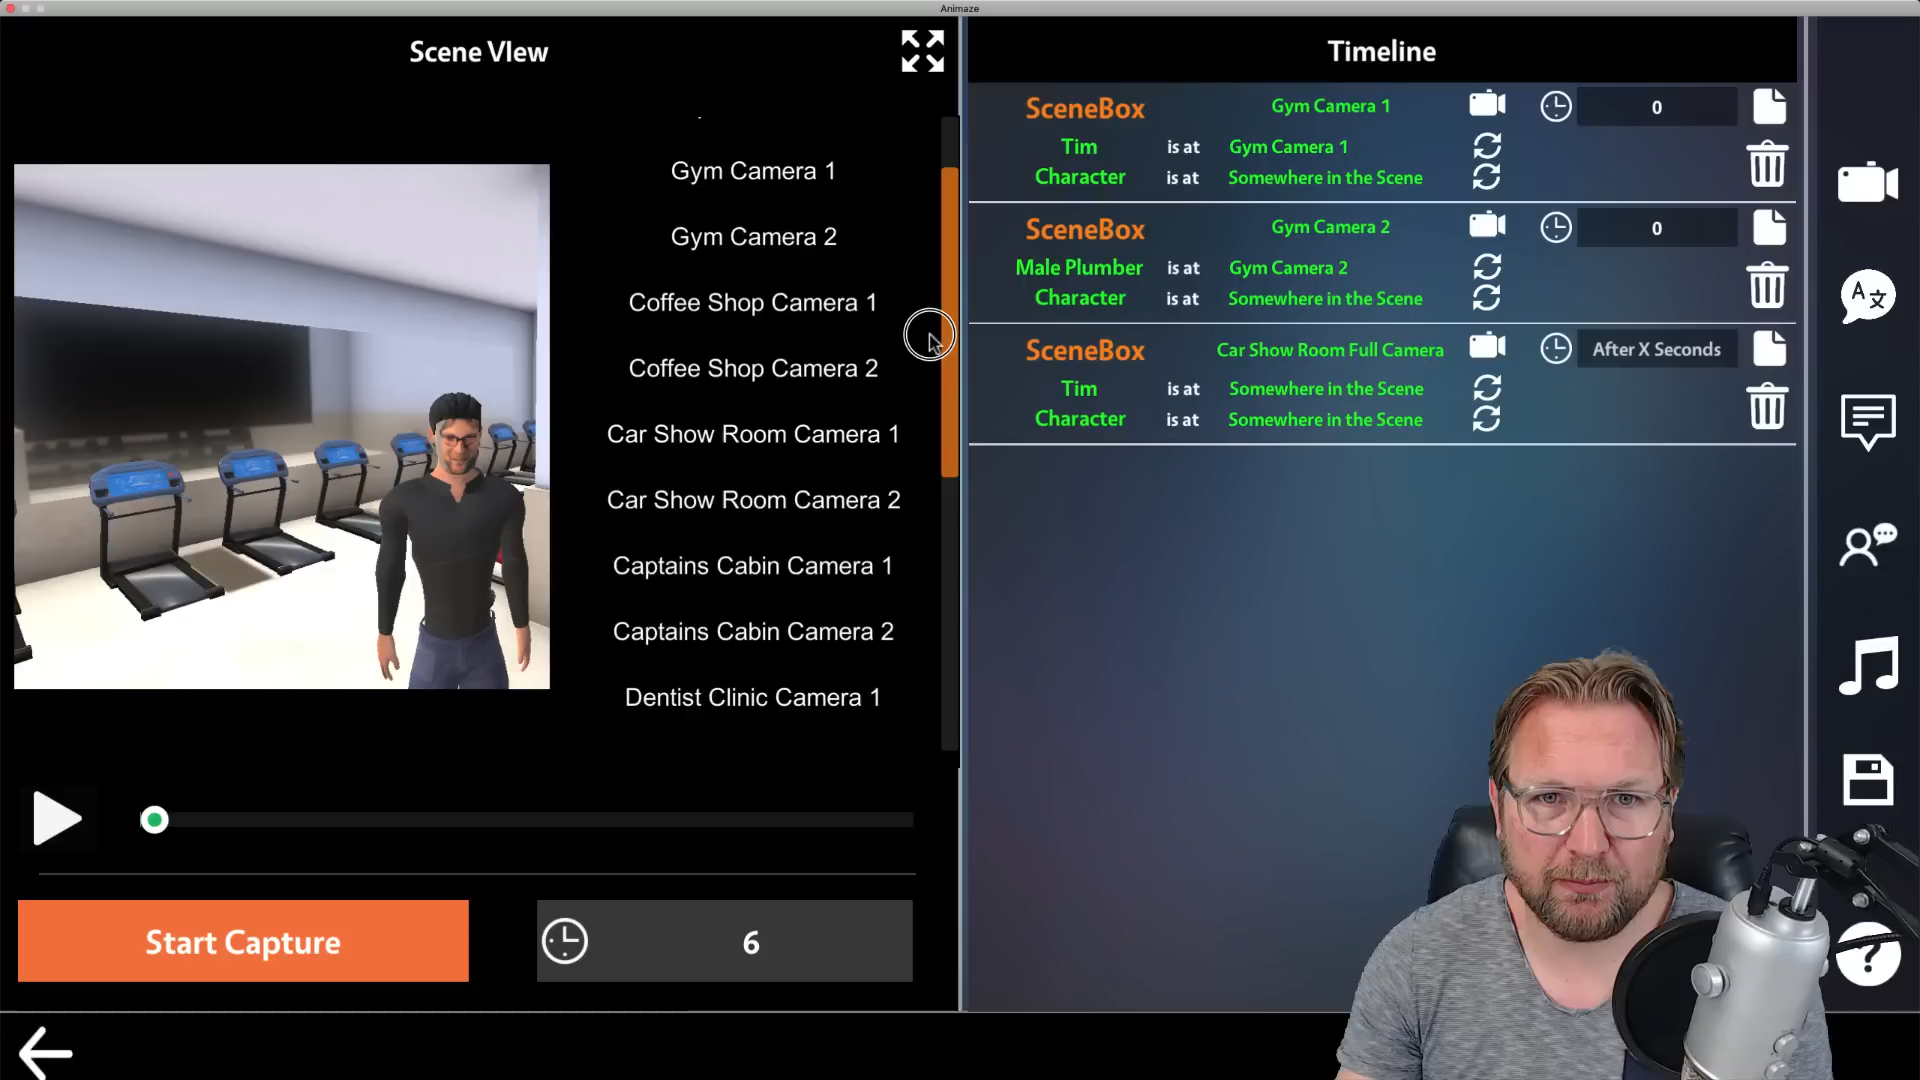 Animaze
Scene VIew
Gym Camera 1
Gym Camera 2
Coffee Shop Camera 1
Coffee Shop Camera 2
Car Show Room Camera 1
Car Show Room Camera 2
Captains Cabin Camera 1
Captains Cabin Camera 2
Dentist Clinic Camera 1
Start Capture
6
Timeline
SceneBox Gym Camera 1 0
Tim is at Gym Camera 1
Character is at Somewhere in the Scene
SceneBox Gym Camera 2 0
Male Plumber is at Gym Camera 2
Character is at Somewhere in the Scene
SceneBox Car Show Room Full Camera After X Seconds
Tim is at Somewhere in the Scene
Character is at Somewhere in the Scene
A 文
?